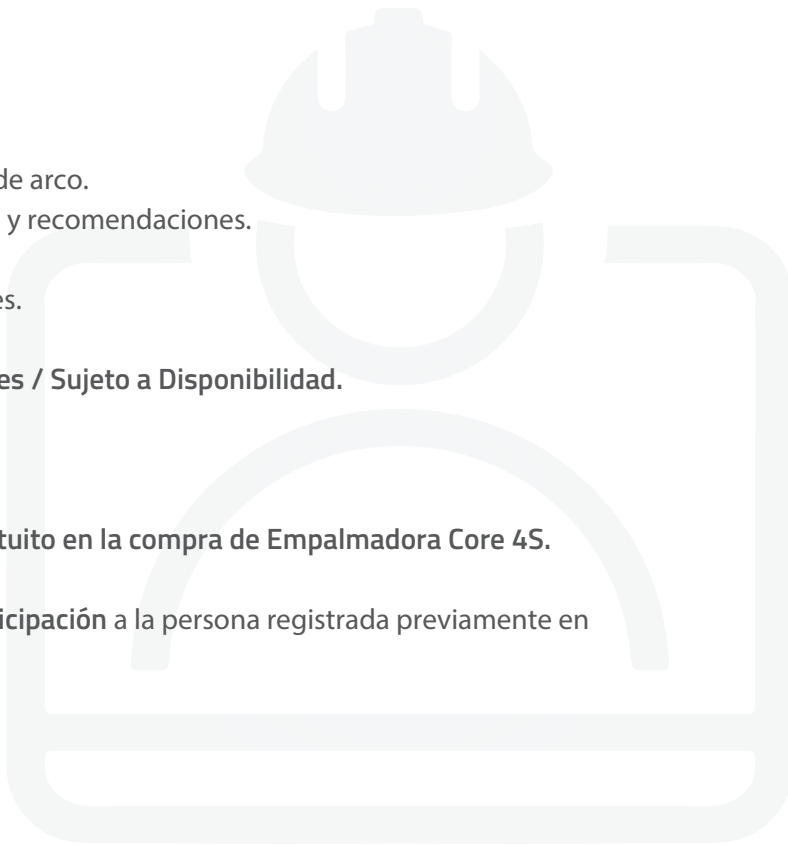 de arco.
y recomendaciones.
es.
es / Sujeto a Disponibilidad.
tuito en la compra de Empalmadora Core 4S.
icipación a la persona registrada previamente en